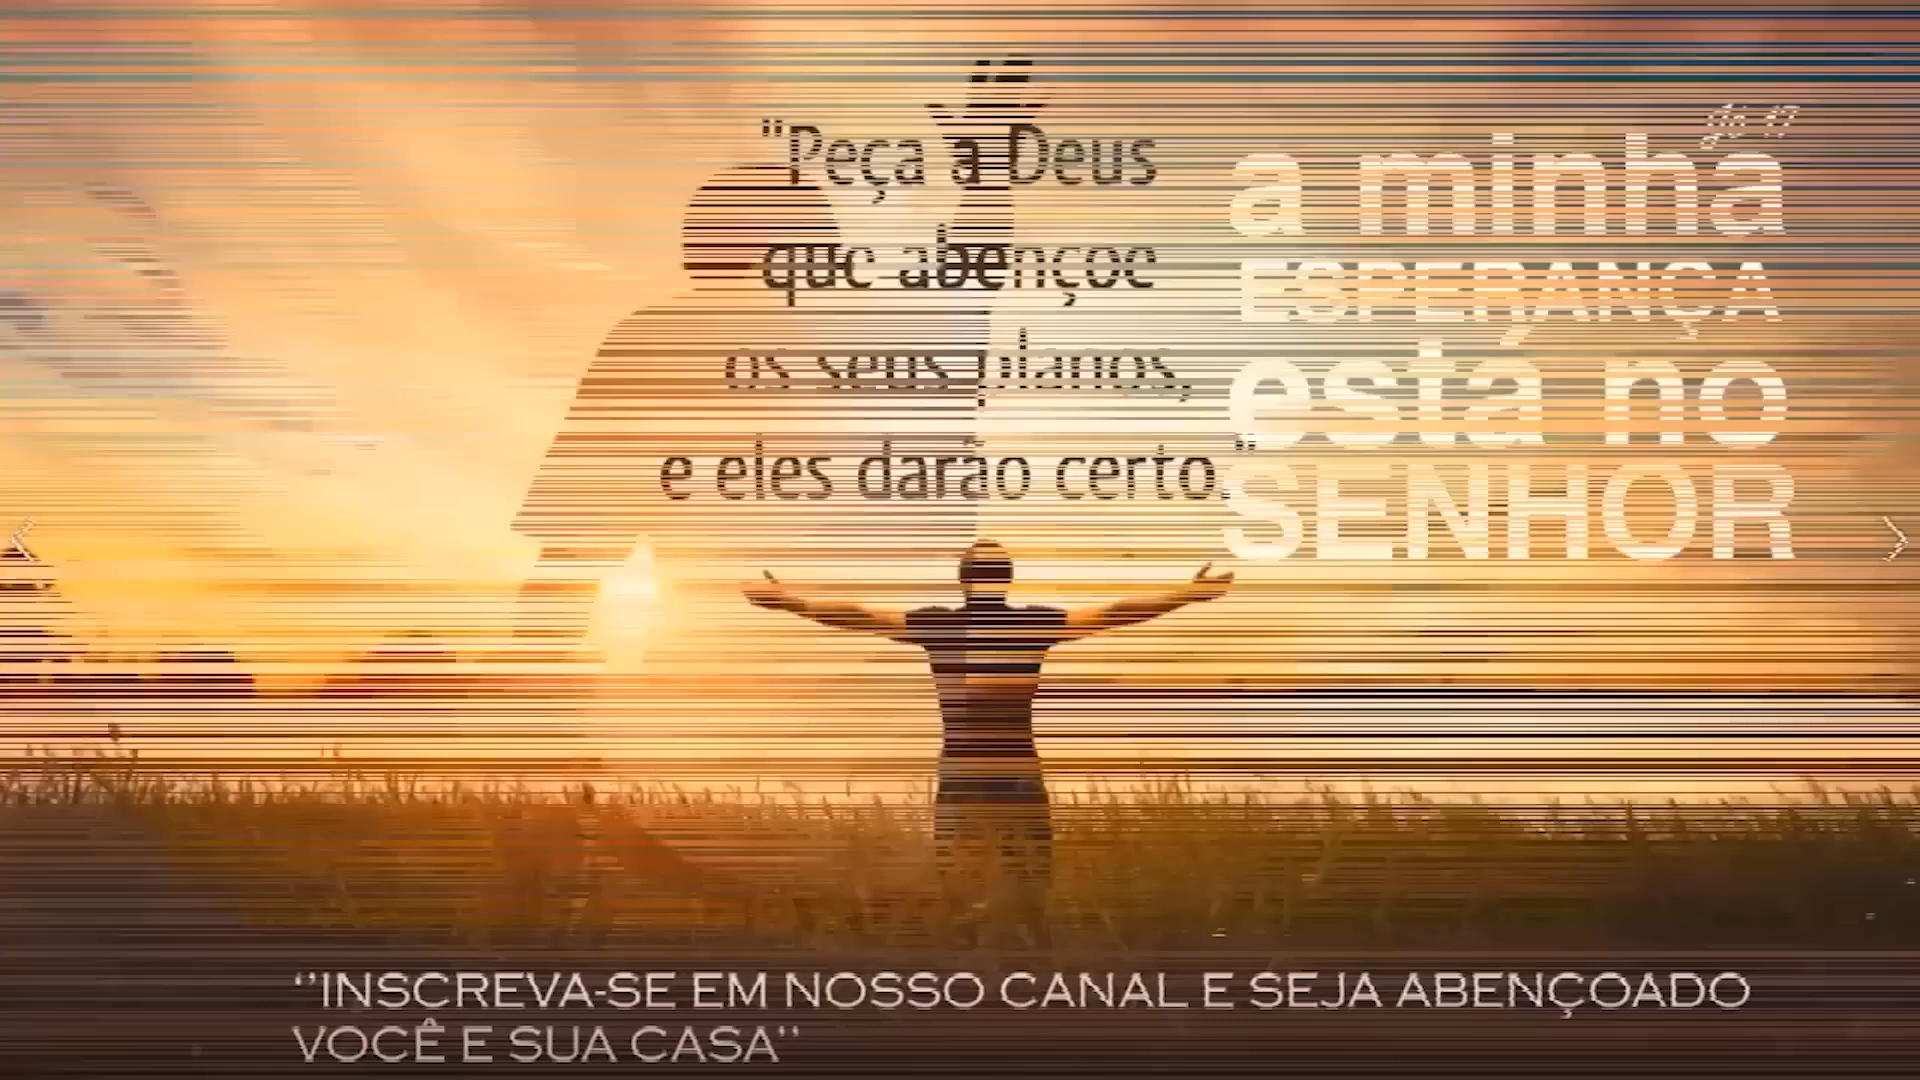 "Peça a Deus
que abençoe
os seus planos,
e eles darão certo."
a minha
ESPERANÇA
está no
SENHOR
‘’INSCREVA-SE EM NOSSO CANAL E SEJA ABENÇOADO
VOCÊ E SUA CASA’’